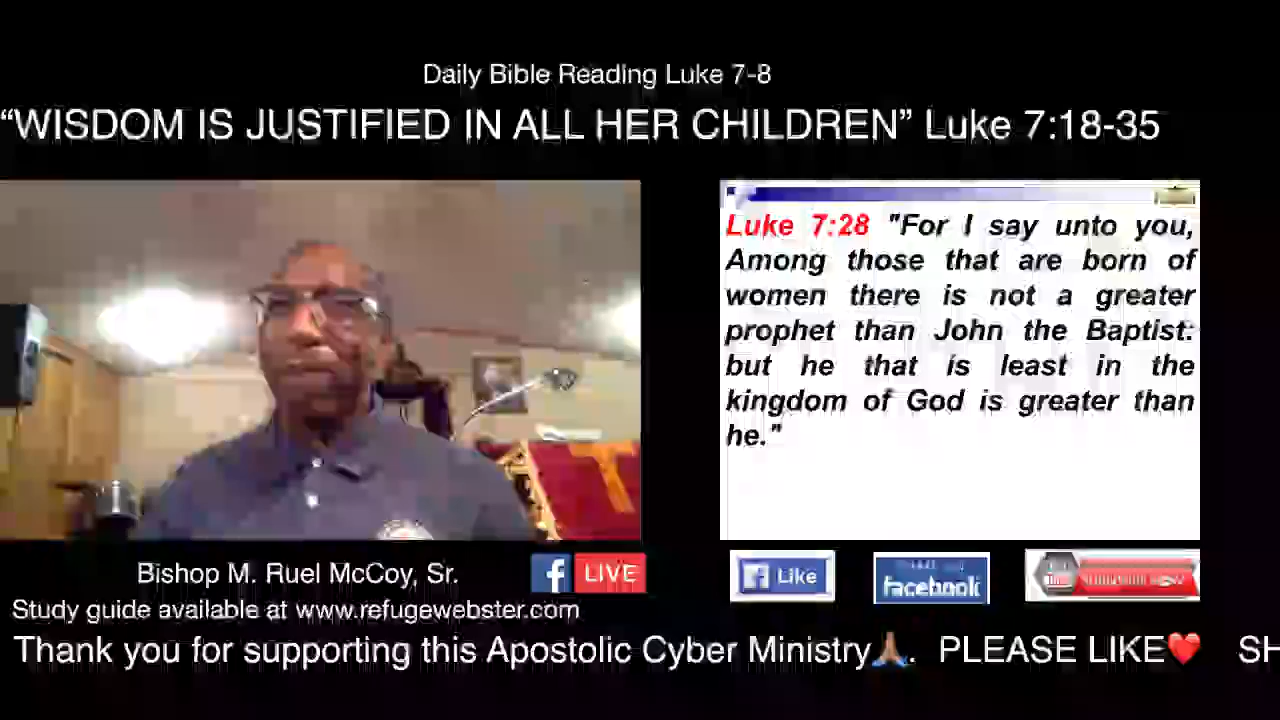 Daily Bible Reading Luke 7-8
“WISDOM IS JUSTIFIED IN ALL HER CHILDREN” Luke 7:18-35
Luke 7:28 "For I say unto you,
Among those that are born of
women there is not a greater
prophet than John the Baptist:
but he that is least in the
kingdom of God is greater than
he."
Bishop M. Ruel McCoy, Sr.
f LIVE
f Like
facebook
Study guide available at www.refugewebster.com
Thank you for supporting this Apostolic Cyber Ministry🙏🏽. PLEASE LIKE❤️ SH